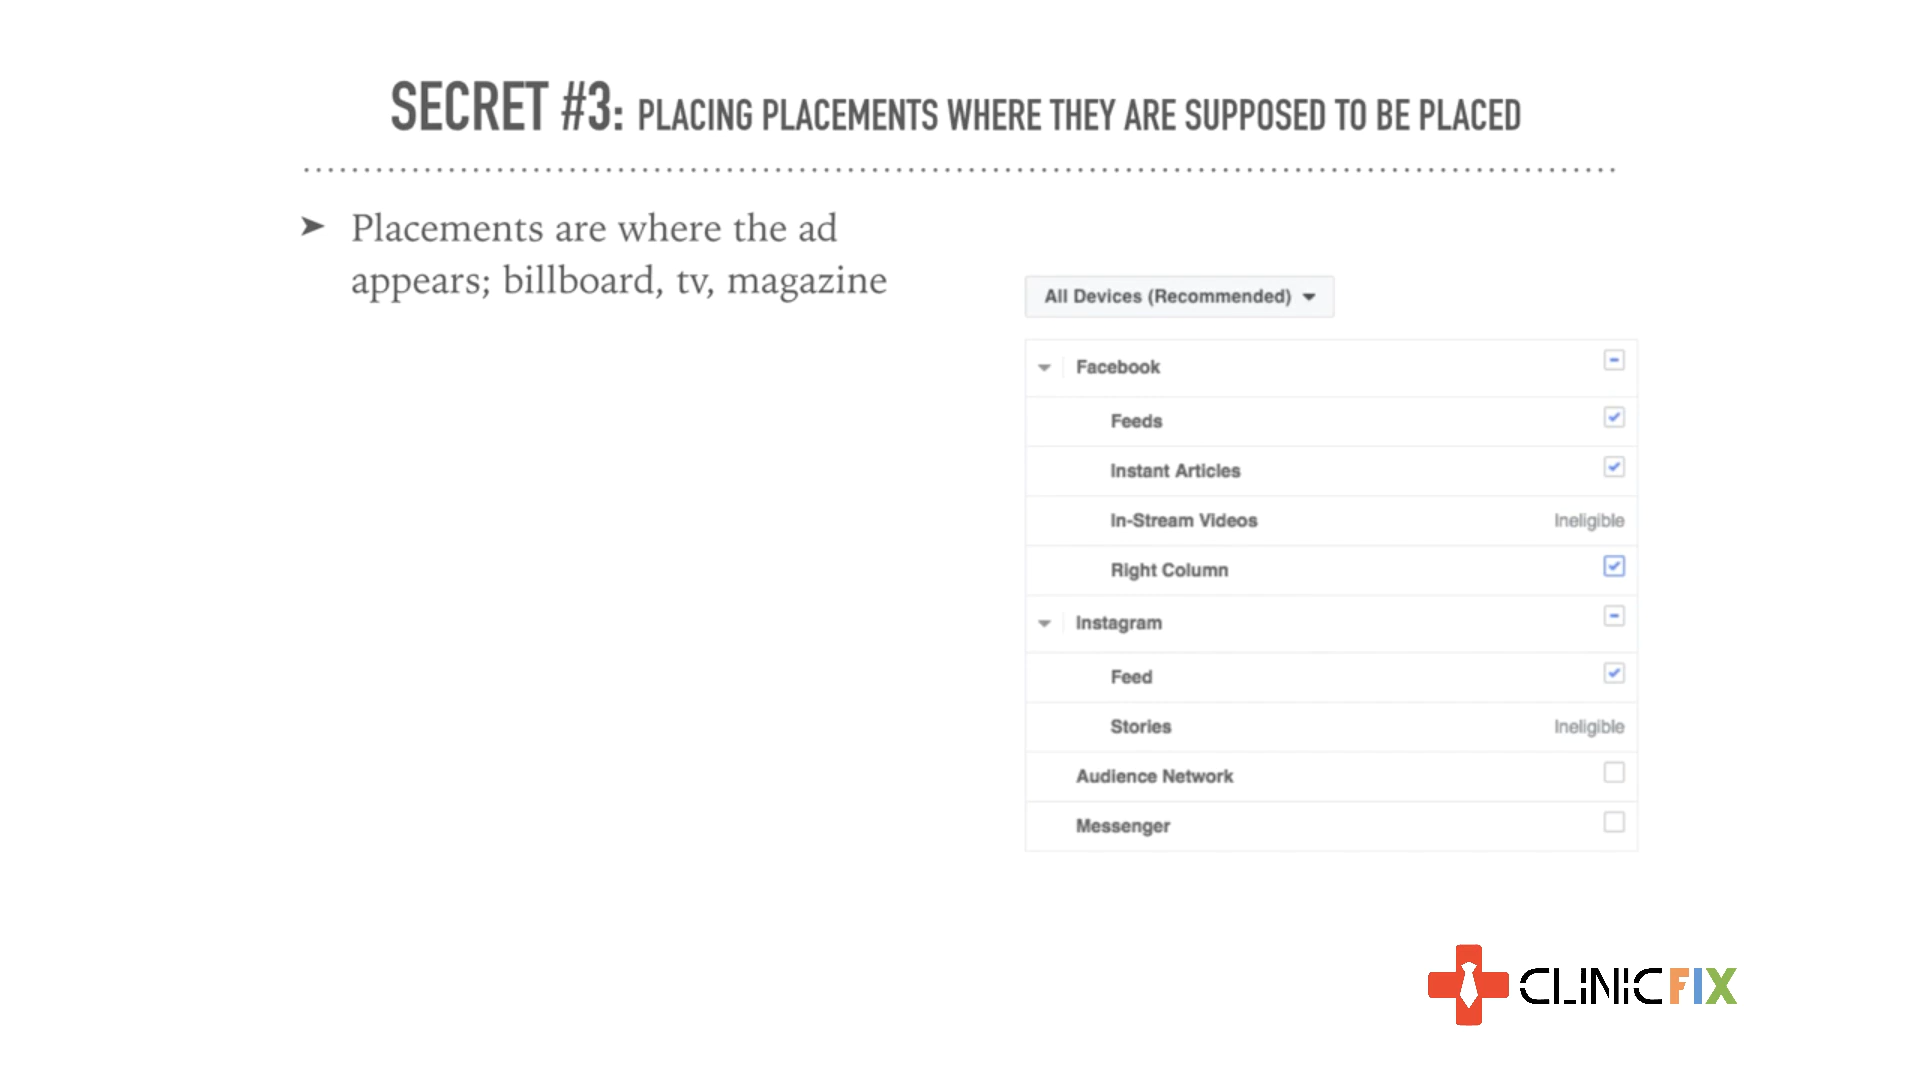 SECRET #3: PLACING PLACEMENTS WHERE THEY ARE SUPPOSED TO BE PLACED
➤ Placements are where the ad
appears; billboard, tv, magazine
All Devices (Recommended)
Facebook
Feeds
Instant Articles
In-Stream Videos Ineligible
Right Column
Instagram
Feed
Stories Ineligible
Audience Network
Messenger
CLINICFIX